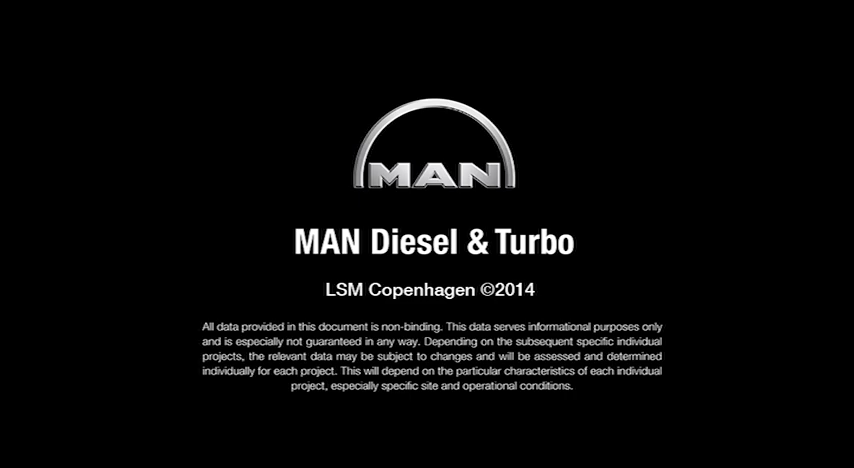 MAN
MAN Diesel & Turbo
LSM Copenhagen ©2014
All data provided in this document is non-binding. This data serves informational purposes only
and is especially not guaranteed in any way. Depending on the subsequent specific individual
projects, the relevant data may be subject to changes and will be assessed and determined
individually for each project. This will depend on the particular characteristics of each individual
project, especially specific site and operational conditions.